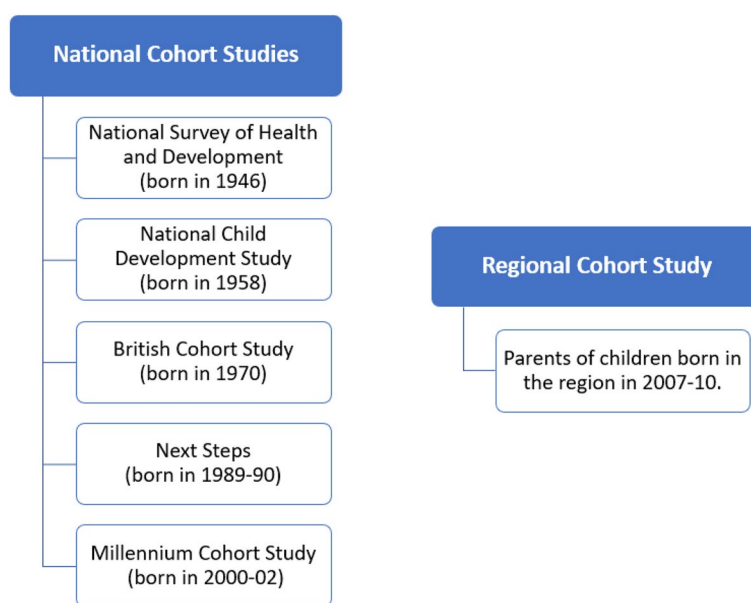 National Cohort Studies
National Survey of Health
and Development
(born in 1946)
National Child
Development Study
(born in 1958)
British Cohort Study
(born in 1970)
Next Steps
(born in 1989-90)
Millennium Cohort Study
(born in 2000-02)
Regional Cohort Study
Parents of children born in
the region in 2007-10.